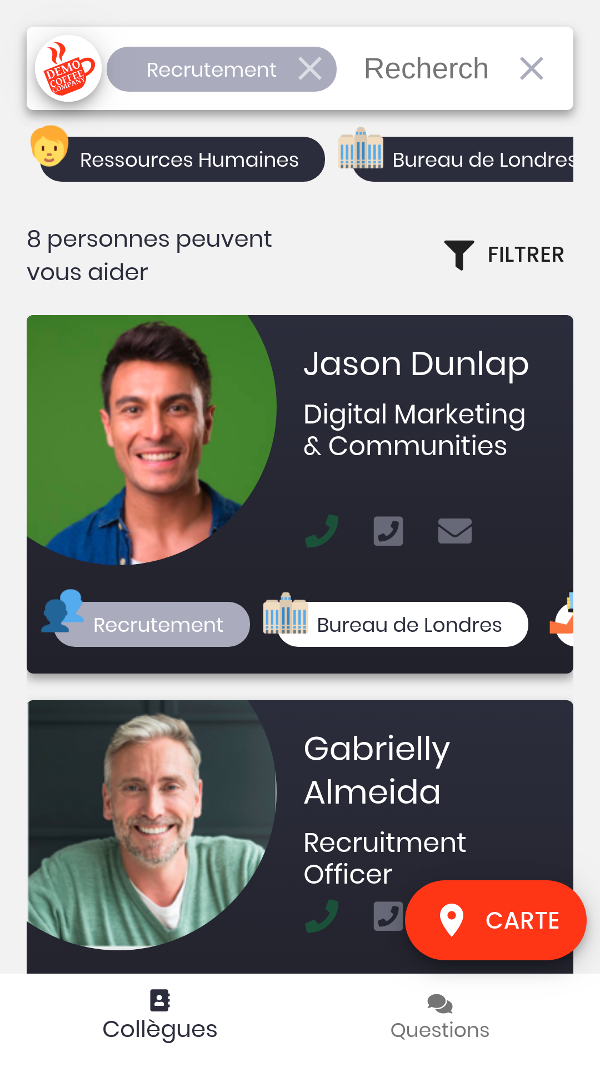 DEMO
COFFEE
COMPANY
Recrutement
Recherch
Ressources Humaines
Bureau de Londres
8 personnes peuvent
vous aider
FILTRER
Jason Dunlap
Digital Marketing
& Communities
Recrutement
Bureau de Londres
Gabrielly
Almeida
Recruitment
Officer
CARTE
Collègues
Questions